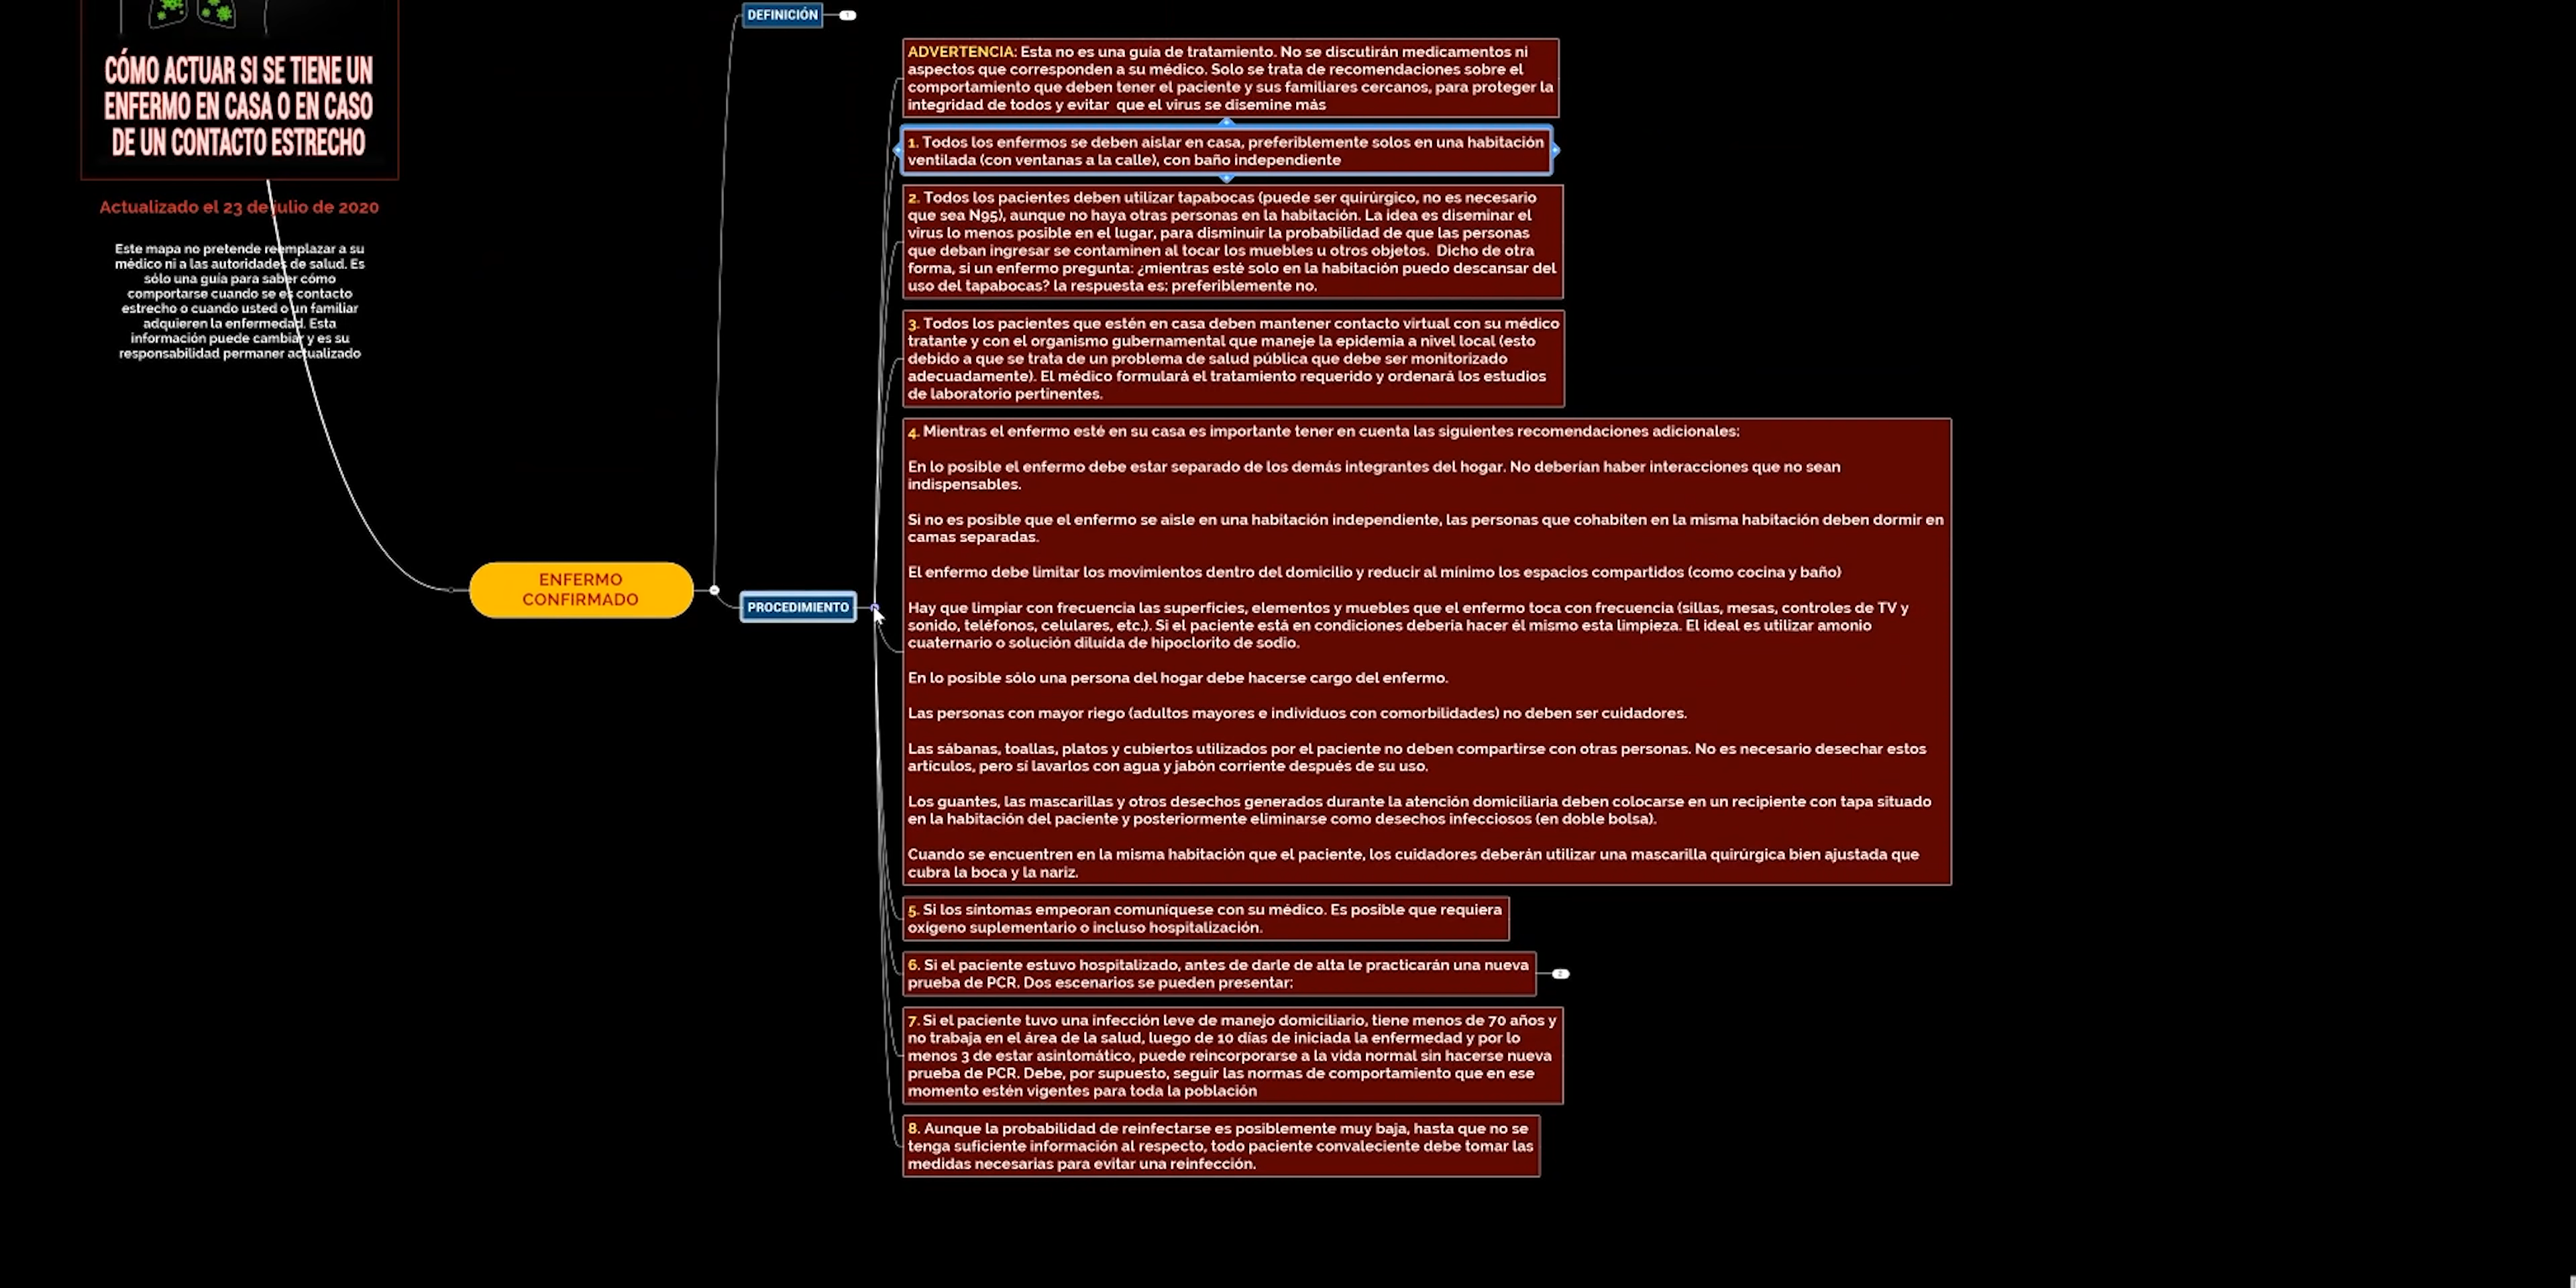 CÓMO ACTUAR SI SE TIENE UN
ENFERMO EN CASA O EN CASO
DE UN CONTACTO ESTRECHO
Actualizado el 23 de julio de 2020
Este mapa no pretende reemplazar a su
médico ni a las autoridades de salud. Es
sólo una guía para saber cómo
comportarse cuando se es contacto
estrecho o cuando usted o un familiar
adquieren la enfermedad. Esta
información puede cambiar y es su
responsabilidad permaner actualizado
ENFERMO
CONFIRMADO
DEFINICIÓN
1
PROCEDIMIENTO
ADVERTENCIA: Esta no es una guía de tratamiento. No se discutirán medicamentos ni
aspectos que corresponden a su médico. Solo se trata de recomendaciones sobre el
comportamiento que deben tener el paciente y sus familiares cercanos, para proteger la
integridad de todos y evitar  que el virus se disemine más
1. Todos los enfermos se deben aislar en casa, preferiblemente solos en una habitación
ventilada (con ventanas a la calle), con baño independiente
2. Todos los pacientes deben utilizar tapabocas (puede ser quirúrgico, no es necesario
que sea N95), aunque no haya otras personas en la habitación. La idea es diseminar el
virus lo menos posible en el lugar, para disminuir la probabilidad de que las personas
que deban ingresar se contaminen al tocar los muebles u otros objetos.  Dicho de otra
forma, si un enfermo pregunta: ¿mientras esté solo en la habitación puedo descansar del
uso del tapabocas? la respuesta es: preferiblemente no.
3. Todos los pacientes que estén en casa deben mantener contacto virtual con su médico
tratante y con el organismo gubernamental que maneje la epidemia a nivel local (esto
debido a que se trata de un problema de salud pública que debe ser monitorizado
adecuadamente). El médico formulará el tratamiento requerido y ordenará los estudios
de laboratorio pertinentes.
4. Mientras el enfermo esté en su casa es importante tener en cuenta las siguientes recomendaciones adicionales:
En lo posible el enfermo debe estar separado de los demás integrantes del hogar. No deberían haber interacciones que no sean
indispensables.
Si no es posible que el enfermo se aisle en una habitación independiente, las personas que cohabiten en la misma habitación deben dormir en
camas separadas.
El enfermo debe limitar los movimientos dentro del domicilio y reducir al mínimo los espacios compartidos (como cocina y baño)
Hay que limpiar con frecuencia las superficies, elementos y muebles que el enfermo toca con frecuencia (sillas, mesas, controles de TV y
sonido, teléfonos, celulares, etc.). Si el paciente está en condiciones debería hacer él mismo esta limpieza. El ideal es utilizar amonio
cuaternario o solución diluída de hipoclorito de sodio.
En lo posible sólo una persona del hogar debe hacerse cargo del enfermo.
Las personas con mayor riego (adultos mayores e individuos con comorbilidades) no deben ser cuidadores.
Las sábanas, toallas, platos y cubiertos utilizados por el paciente no deben compartirse con otras personas. No es necesario desechar estos
artículos, pero sí lavarlos con agua y jabón corriente después de su uso.
Los guantes, las mascarillas y otros desechos generados durante la atención domiciliaria deben colocarse en un recipiente con tapa situado
en la habitación del paciente y posteriormente eliminarse como desechos infecciosos (en doble bolsa).
Cuando se encuentren en la misma habitación que el paciente, los cuidadores deberán utilizar una mascarilla quirúrgica bien ajustada que
cubra la boca y la nariz.
5. Si los síntomas empeoran comuníquese con su médico. Es posible que requiera
oxígeno suplementario o incluso hospitalización.
6. Si el paciente estuvo hospitalizado, antes de darle de alta le practicarán una nueva
prueba de PCR. Dos escenarios se pueden presentar:
2
7. Si el paciente tuvo una infección leve de manejo domiciliario, tiene menos de 70 años y
no trabaja en el área de la salud, luego de 10 días de iniciada la enfermedad y por lo
menos 3 de estar asintomático, puede reincorporarse a la vida normal sin hacerse nueva
prueba de PCR. Debe, por supuesto, seguir las normas de comportamiento que en ese
momento estén vigentes para toda la población
8. Aunque la probabilidad de reinfectarse es posiblemente muy baja, hasta que no se
tenga suficiente información al respecto, todo paciente convaleciente debe tomar las
medidas necesarias para evitar una reinfección.